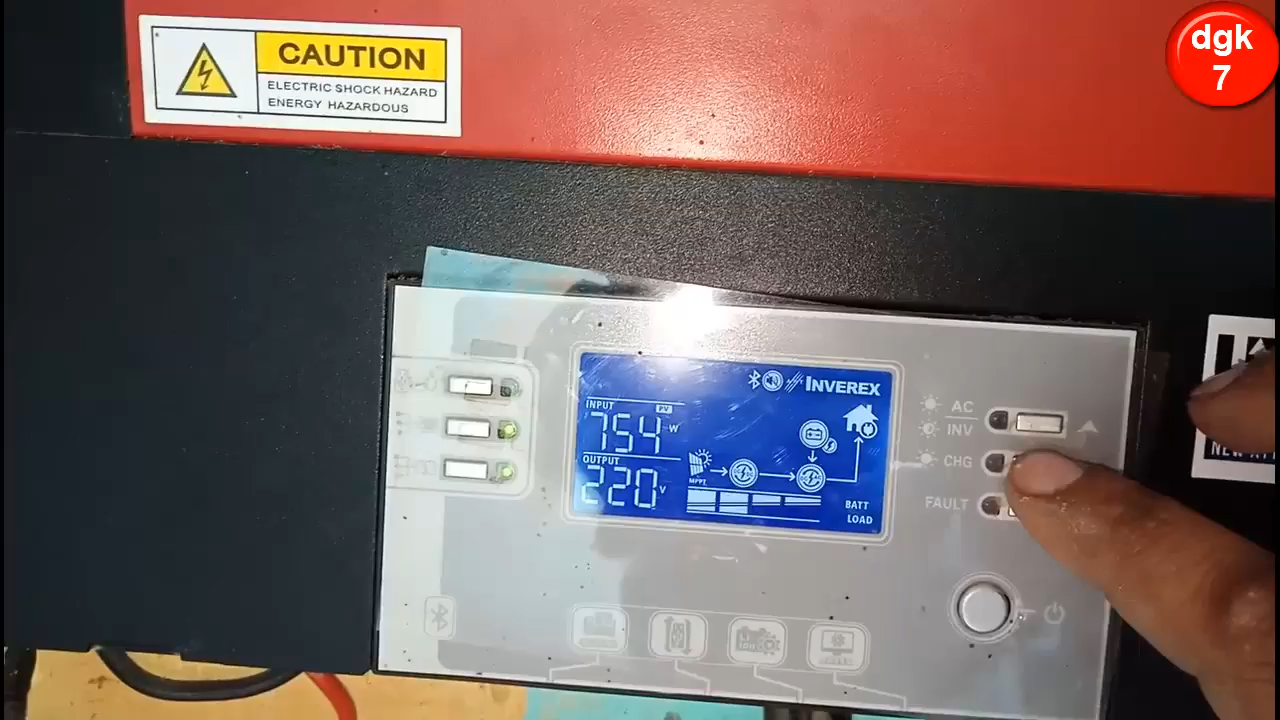 dgk
7
CAUTION
ELECTRIC SHOCK HAZARD
ENERGY HAZARDOUS
INVEREX
INPUT PV
754 W
OUTPUT
220 V
MPPT
BATT
LOAD
AC
INV
CHG
FAULT